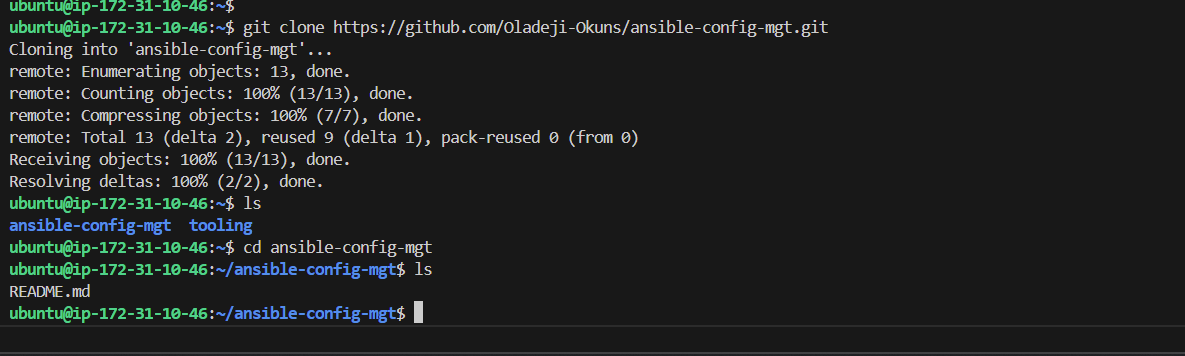 ubuntu@ip-172-31-10-46:~$
ubuntu@ip-172-31-10-46:~$ git clone https://github.com/Oladeji-Okuns/ansible-config-mgt.git
Cloning into 'ansible-config-mgt'...
remote: Enumerating objects: 13, done.
remote: Counting objects: 100% (13/13), done.
remote: Compressing objects: 100% (7/7), done.
remote: Total 13 (delta 2), reused 9 (delta 1), pack-reused 0 (from 0)
Receiving objects: 100% (13/13), done.
Resolving deltas: 100% (2/2), done.
ubuntu@ip-172-31-10-46:~$ ls
ansible-config-mgt  tooling
ubuntu@ip-172-31-10-46:~$ cd ansible-config-mgt
ubuntu@ip-172-31-10-46:~/ansible-config-mgt$ ls
README.md
ubuntu@ip-172-31-10-46:~/ansible-config-mgt$